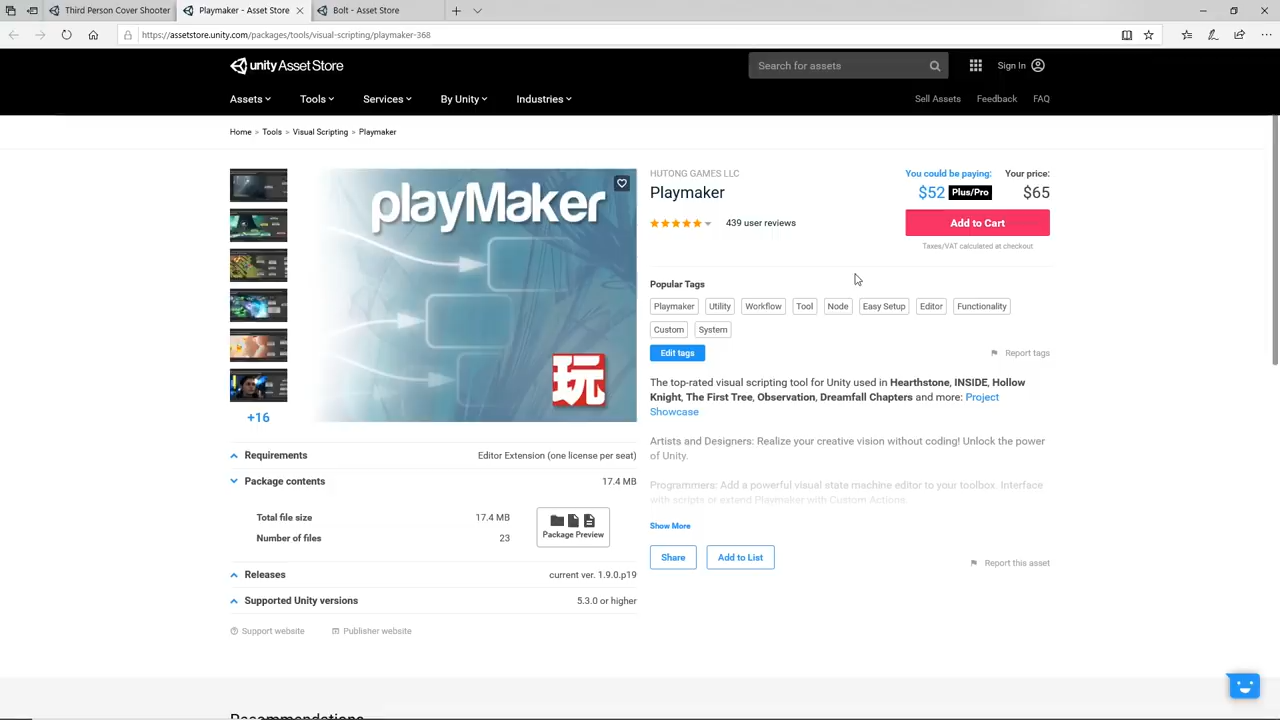 Third Person Cover Shooter
Playmaker - Asset Store
Bolt - Asset Store
https://assetstore.unity.com/packages/tools/visual-scripting/playmaker-368
unity Asset Store
Search for assets
Sign In
Assets
Tools
Services
By Unity
Industries
Sell Assets
Feedback
FAQ
Home > Tools > Visual Scripting > Playmaker
playMaker
玩
+16
HUTONG GAMES LLC
Playmaker
439 user reviews
You could be paying:
Your price:
$52 Plus/Pro
$65
Add to Cart
Taxes/VAT calculated at checkout
Popular Tags
Playmaker
Utility
Workflow
Tool
Node
Easy Setup
Editor
Functionality
Custom
System
Edit tags
Report tags
The top-rated visual scripting tool for Unity used in Hearthstone, INSIDE, Hollow
Knight, The First Tree, Observation, Dreamfall Chapters and more: Project
Showcase
Artists and Designers: Realize your creative vision without coding! Unlock the power
of Unity.
Programmers: Add a powerful visual state machine editor to your toolbox. Interface
with scripts or extend Playmaker with Custom Actions.
Show More
Share
Add to List
Report this asset
Requirements
Editor Extension (one license per seat)
Package contents
17.4 MB
Total file size
17.4 MB
Number of files
23
Package Preview
Releases
current ver. 1.9.0.p19
Supported Unity versions
5.3.0 or higher
Support website
Publisher website
Recommendations